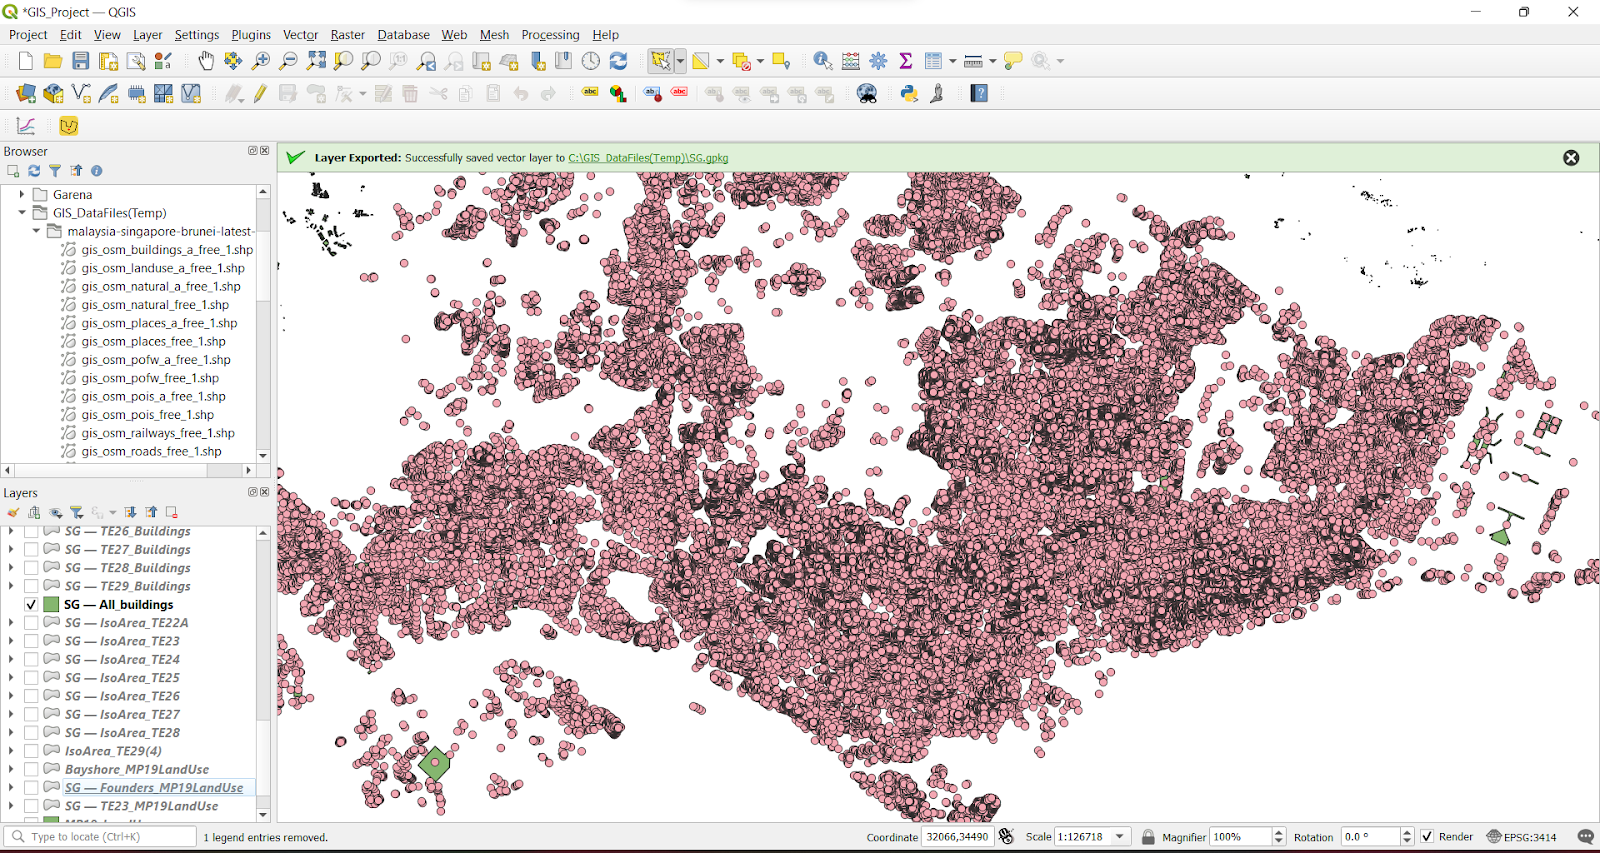 *GIS_Project — QGIS
Project Edit View Layer Settings Plugins Vector Raster Database Web Mesh Processing Help
abc ab abc
Browser
Layer Exported: Successfully saved vector layer to C:\GIS_DataFiles(Temp)\SG.gpkg
Garena
GIS_DataFiles(Temp)
malaysia-singapore-brunei-latest-
gis_osm_buildings_a_free_1.shp
gis_osm_landuse_a_free_1.shp
gis_osm_natural_a_free_1.shp
gis_osm_natural_free_1.shp
gis_osm_places_a_free_1.shp
gis_osm_places_free_1.shp
gis_osm_pofw_a_free_1.shp
gis_osm_pofw_free_1.shp
gis_osm_pois_a_free_1.shp
gis_osm_pois_free_1.shp
gis_osm_railways_free_1.shp
gis_osm_roads_free_1.shp
Layers
SG — TE26_Buildings
SG — TE27_Buildings
SG — TE28_Buildings
SG — TE29_Buildings
SG — All_buildings
SG — IsoArea_TE22A
SG — IsoArea_TE23
SG — IsoArea_TE24
SG — IsoArea_TE25
SG — IsoArea_TE26
SG — IsoArea_TE27
SG — IsoArea_TE28
IsoArea_TE29(4)
Bayshore_MP19LandUse
SG — Founders_MP19LandUse
SG — TE23_MP19LandUse
Type to locate (Ctrl+K) 1 legend entries removed. Coordinate 32066,34490 Scale 1:126718 Magnifier 100% Rotation 0.0 ° Render EPSG:3414